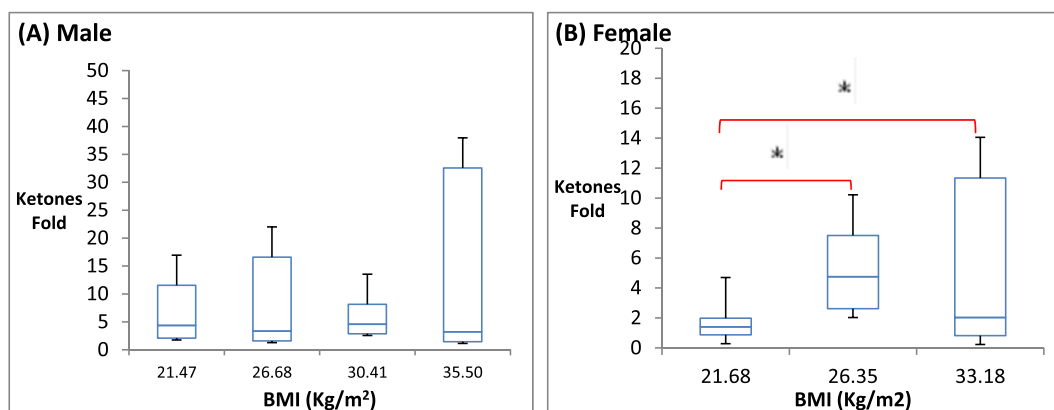 (A) Male
50
45
40
35
30
25
20
15
10
5
0
Ketones
Fold
21.47 26.68 30.41 35.50
BMI (Kg/m²)
(B) Female
20
18
16
14
12
10
8
6
4
2
0
Ketones
Fold
*
*
21.68 26.35 33.18
BMI (Kg/m2)